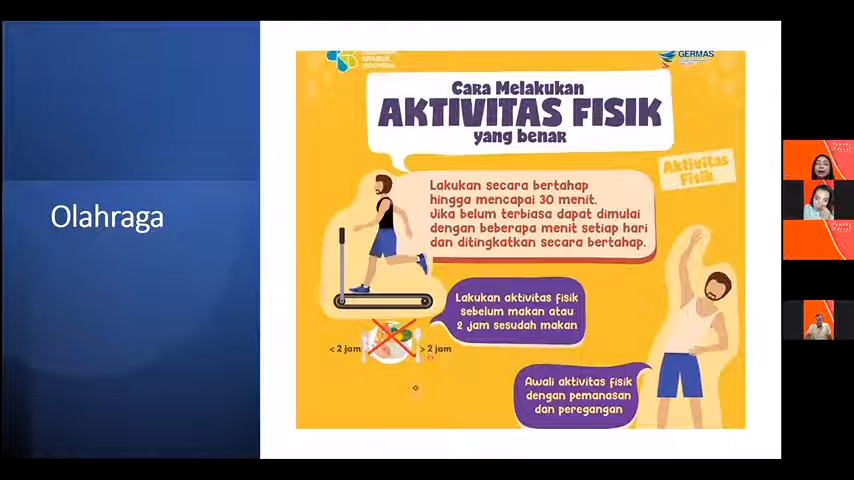 Olahraga
GERMAS
Cara Melakukan
AKTIVITAS FISIK
yang benar
Aktivitas
Fisik
Lakukan secara bertahap
hingga mencapai 30 menit.
Jika belum terbiasa dapat dimulai
dengan beberapa menit setiap hari
dan ditingkatkan secara bertahap.
Lakukan aktivitas fisik
sebelum makan atau
2 jam sesudah makan
< 2 jam
> 2 jam
Awali aktivitas fisik
dengan pemanasan
dan peregangan